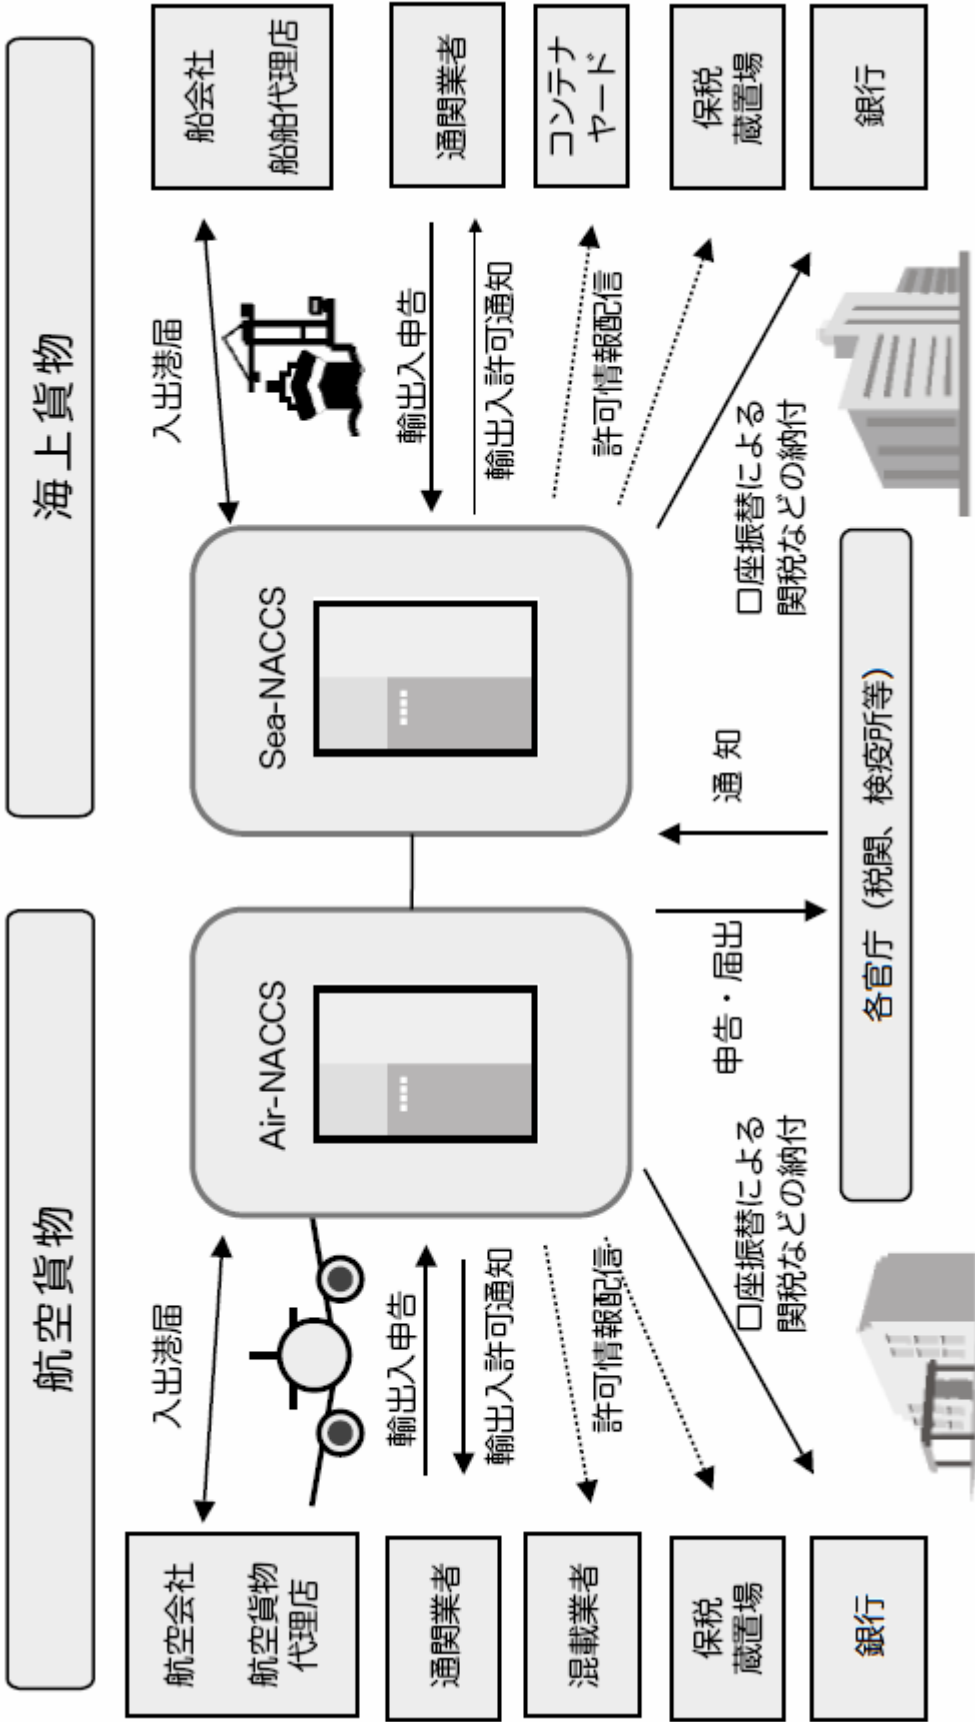 航空貨物
海上貨物
航空会社
航空貨物
代理店
通関業者
混載業者
保税
蔵置場
銀行
入出港届
輸出入申告
輸出入許可通知
許可情報配信
口座振替による
関税などの納付
Air-NACCS
Sea-NACCS
申告・届出
通知
各官庁（税関、検疫所等）
入出港届
輸出入申告
輸出入許可通知
許可情報配信
口座振替による
関税などの納付
船会社
船舶代理店
通関業者
コンテナ
ヤード
保税
蔵置場
銀行